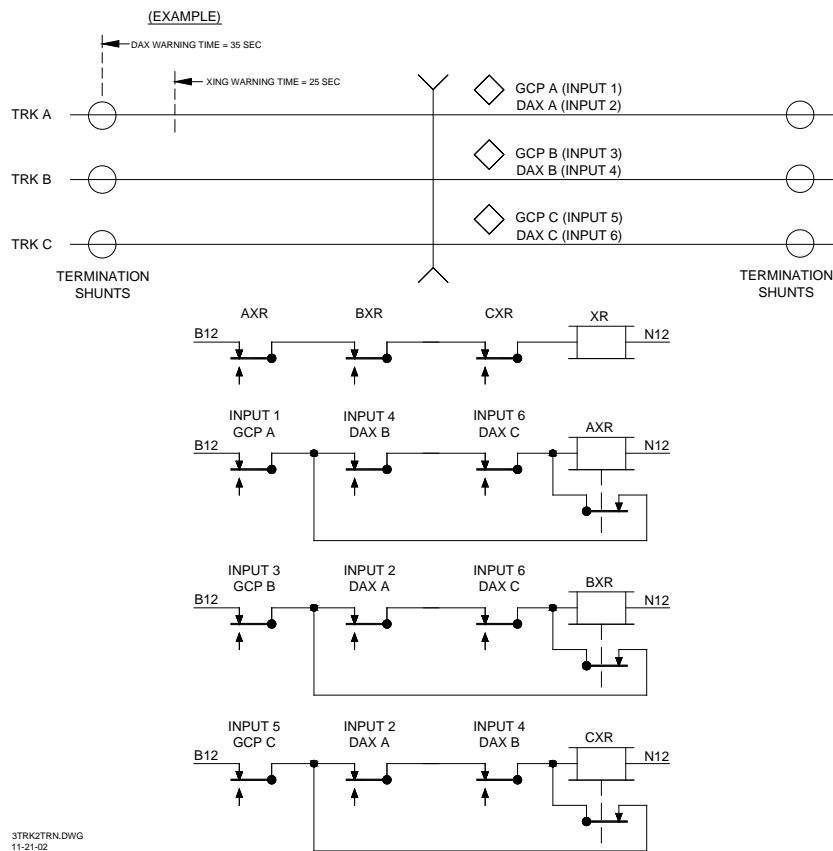 (EXAMPLE)
DAX WARNING TIME = 35 SEC
XING WARNING TIME = 25 SEC
GCP A (INPUT 1)
DAX A (INPUT 2)
TRK A
GCP B (INPUT 3)
DAX B (INPUT 4)
TRK B
GCP C (INPUT 5)
DAX C (INPUT 6)
TRK C
TERMINATION
SHUNTS
TERMINATION
SHUNTS
AXR BXR CXR XR
B12 N12
INPUT 1 INPUT 4 INPUT 6
GCP A DAX B DAX C AXR
B12 N12
INPUT 3 INPUT 2 INPUT 6
GCP B DAX A DAX C BXR
B12 N12
INPUT 5 INPUT 2 INPUT 4
GCP C DAX A DAX B CXR
B12 N12
3TRK2TRN.DWG
11-21-02